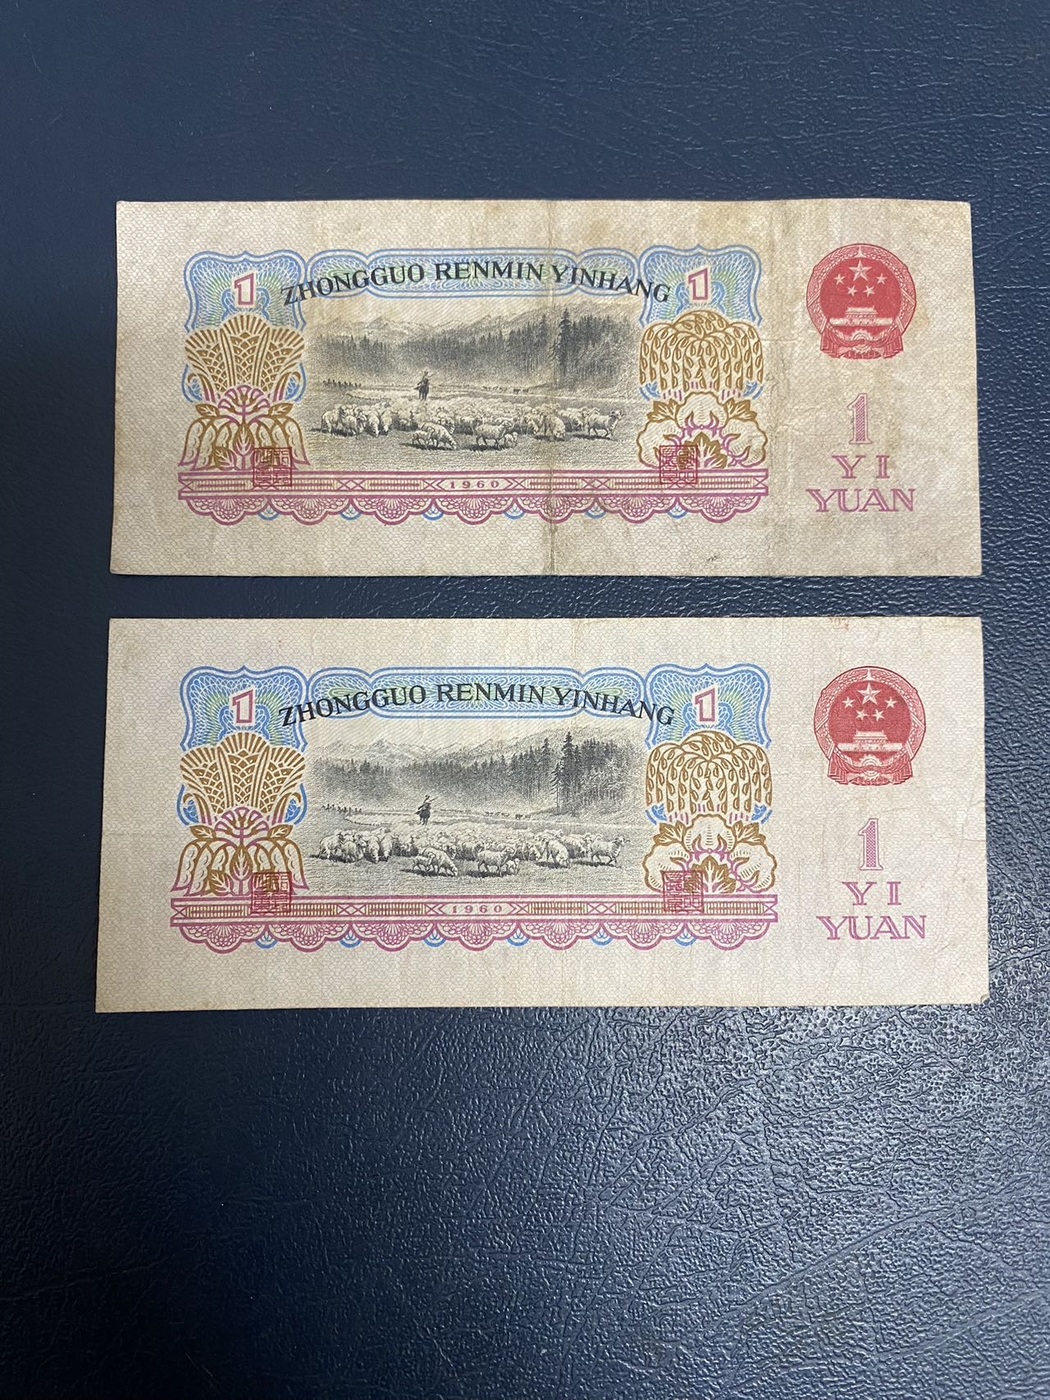 1 ZHONGGUO RENMIN YINHANG 1
1960
1
YI
YUAN
1 ZHONGGUO RENMIN YINHANG 1
1960
1
YI
YUAN